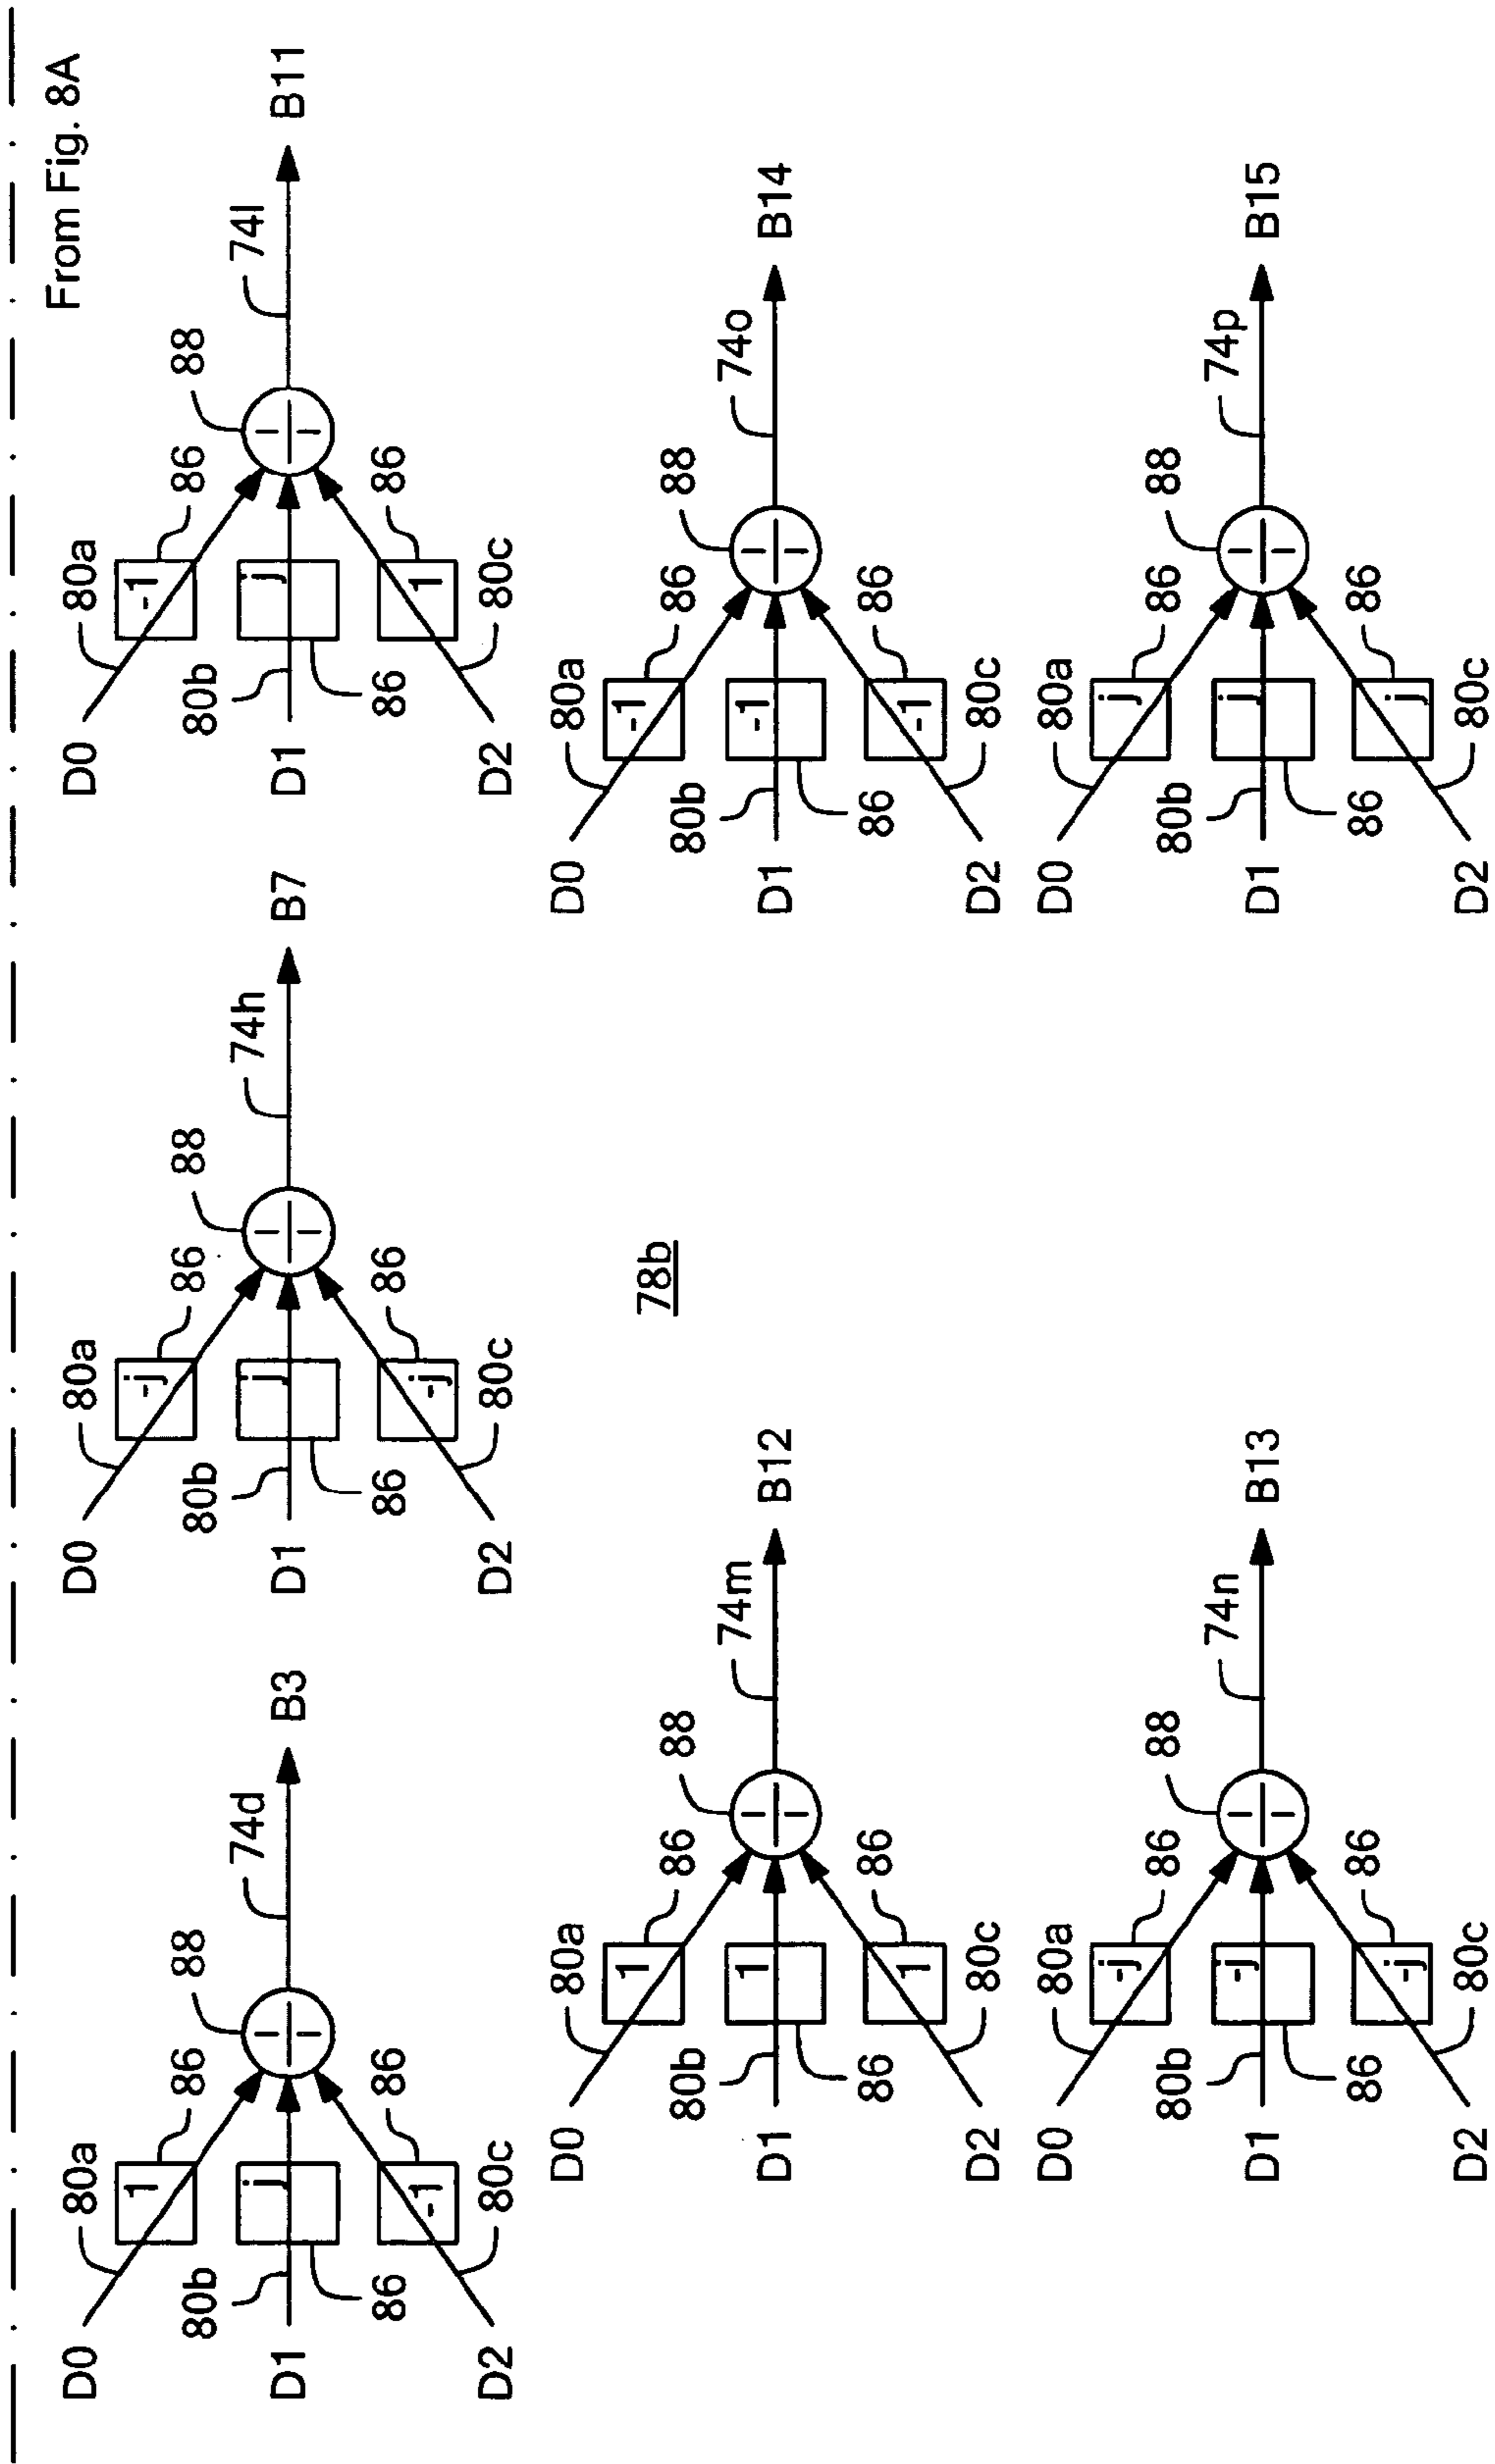 From Fig. 8A
D0
80a
1
86
88
74d
B3
D1
80b
j
86
D2
80c
-1
86
D0
80a
-j
86
88
74h
B7
D1
80b
j
86
D2
80c
-j
86
D0
80a
-1
86
88
74l
B11
D1
80b
j
86
D2
80c
1
86
D0
80a
1
86
88
74m
B12
D1
80b
1
86
D2
80c
1
86
78b
D0
80a
-1
86
88
74o
B14
D1
80b
-1
86
D2
80c
-1
86
D0
80a
-j
86
88
74n
B13
D1
80b
-j
86
D2
80c
-j
86
D0
80a
j
86
88
74p
B15
D1
80b
j
86
D2
80c
j
86